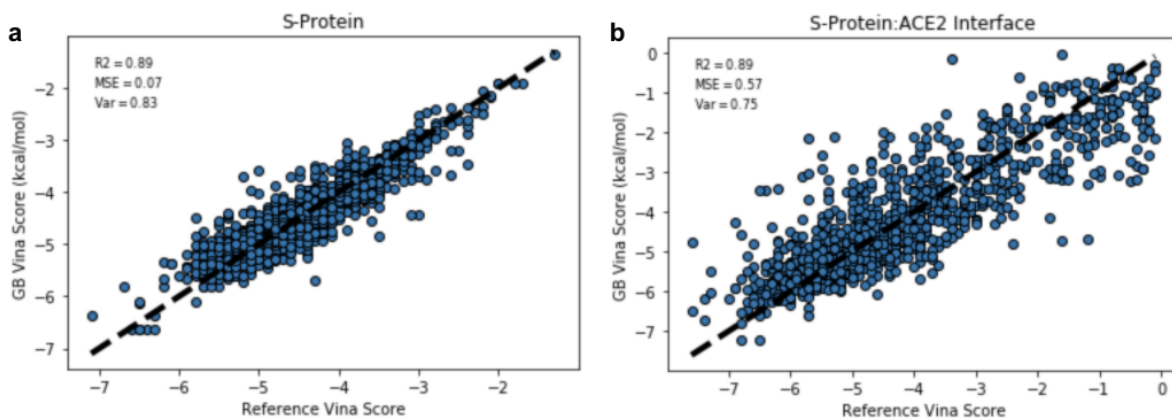 a
S-Protein
R2 = 0.89
MSE = 0.07
Var = 0.83
GB Vina Score (kcal/mol)
−2
−3
−4
−5
−6
−7
−7 −6 −5 −4 −3 −2
Reference Vina Score
b
S-Protein:ACE2 Interface
R2 = 0.89
MSE = 0.57
Var = 0.75
GB Vina Score (kcal/mol)
0
−1
−2
−3
−4
−5
−6
−7
−7 −6 −5 −4 −3 −2 −1 0
Reference Vina Score